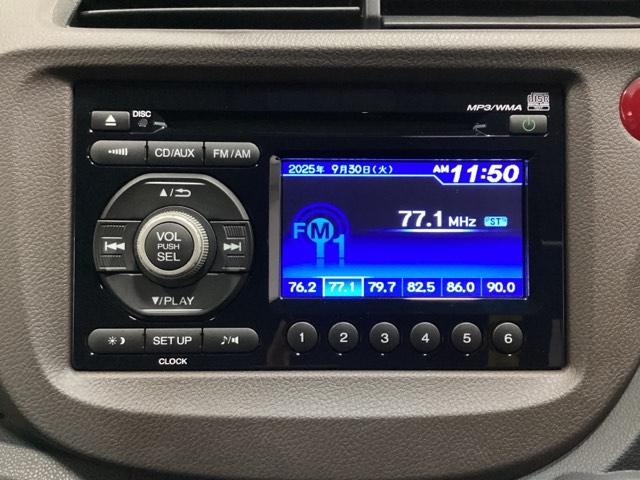 MP3/WMA
DISC
CD/AUX FM/AM
2025年 9月30日(火) AM 11:50
VOL
PUSH
SEL
FM1 77.1 MHz ST
▼/PLAY
76.2 77.1 79.7 82.5 86.0 90.0
SET UP
1 2 3 4 5 6
CLOCK